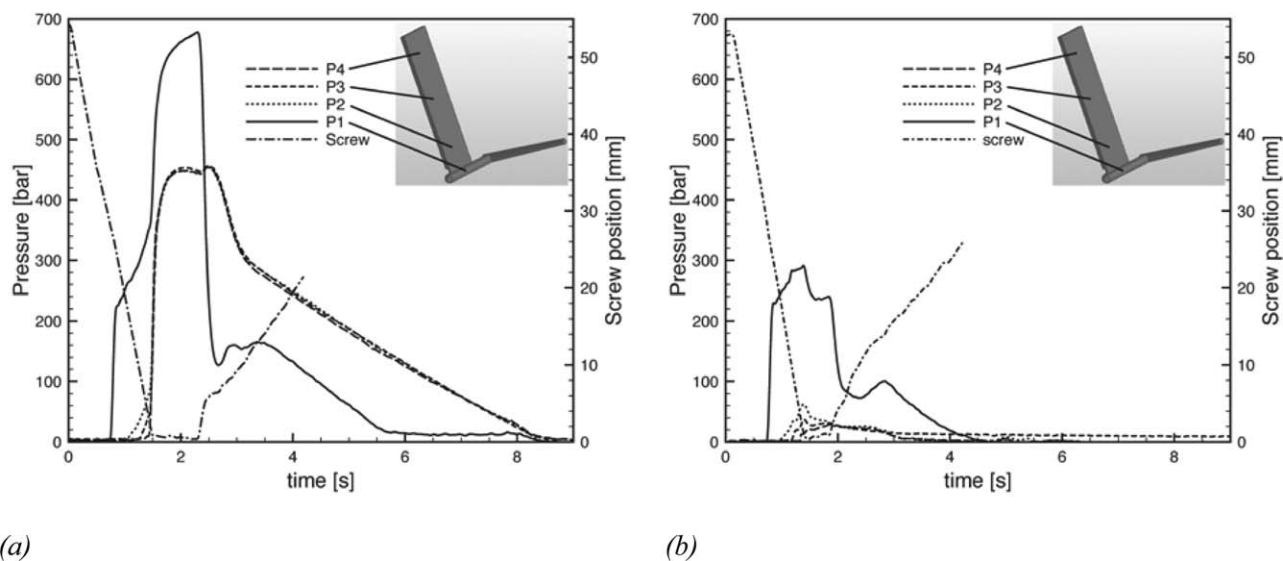 700
600
500
400
300
200
100
0
Pressure [bar]
P4
P3
P2
P1
Screw
50
40
30
20
10
0
Screw position [mm]
0 2 4 6 8
time [s]
(a)
700
600
500
400
300
200
100
0
Pressure [bar]
P4
P3
P2
P1
screw
50
40
30
20
10
0
Screw position [mm]
0 2 4 6 8
time [s]
(b)